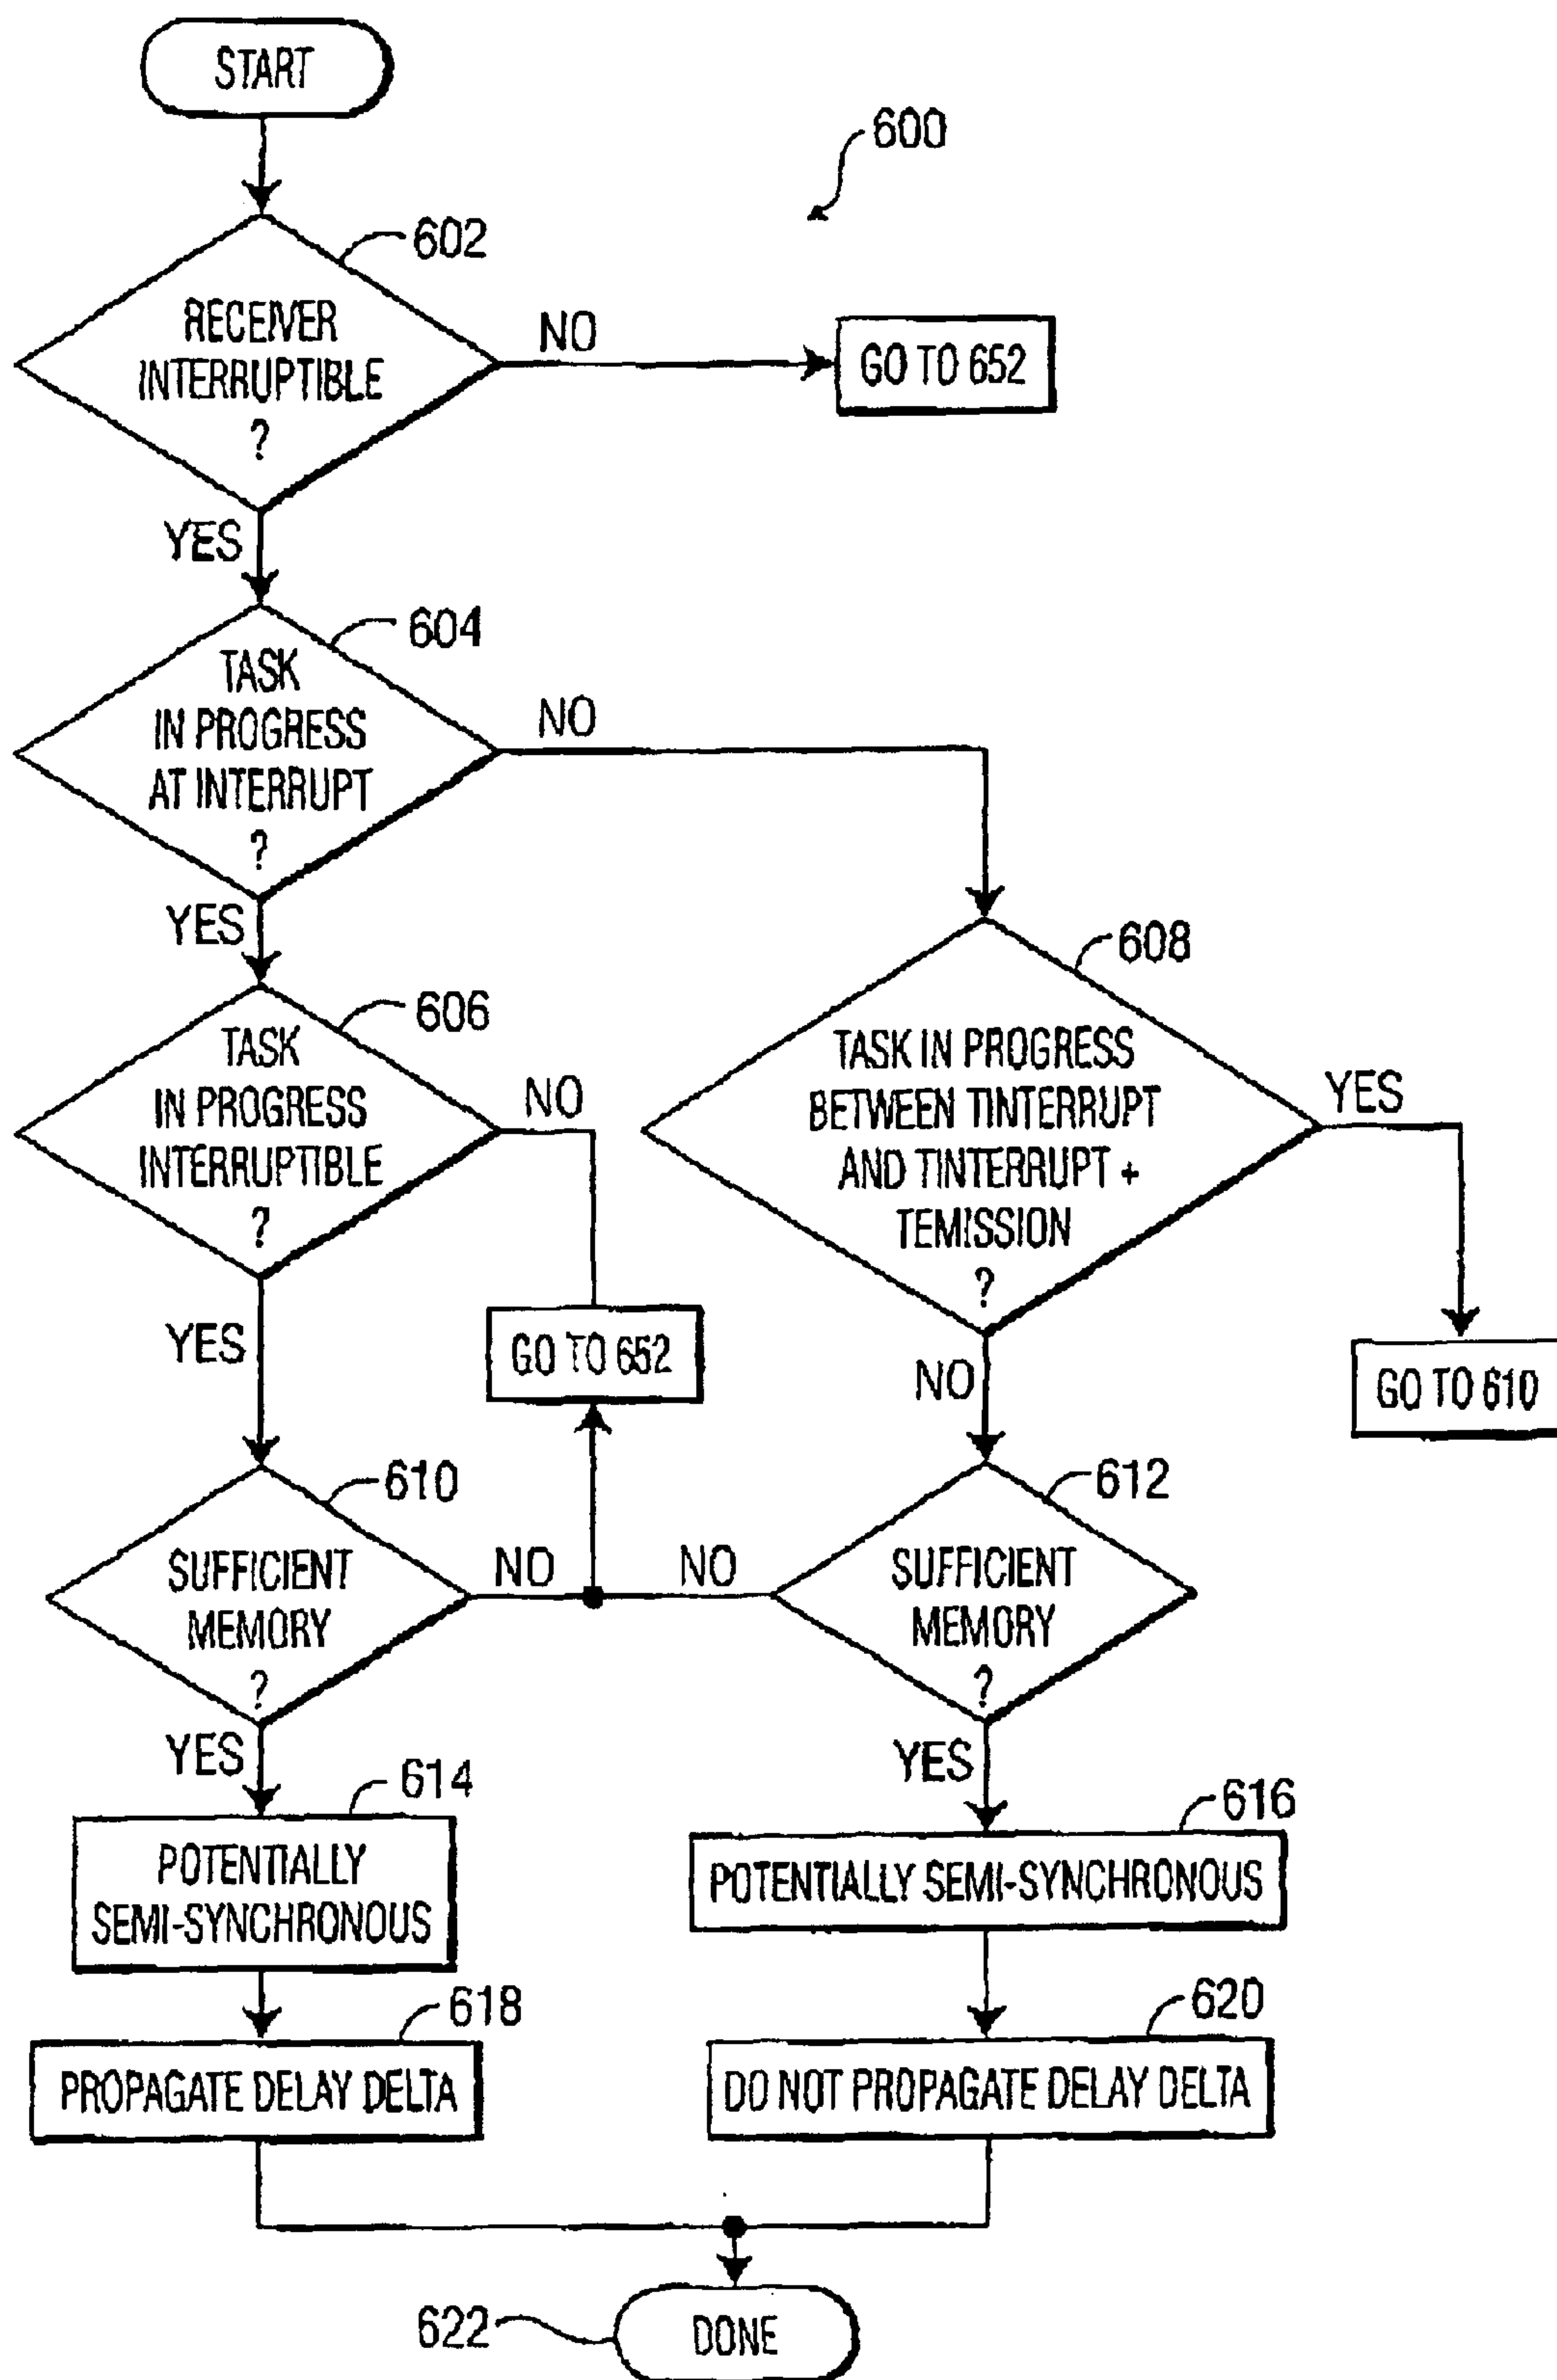 START
600
602
RECEIVER
INTERRUPTIBLE
?
NO
GO TO 652
YES
604
TASK
IN PROGRESS
AT INTERRUPT
?
NO
YES
606
TASK
IN PROGRESS
INTERRUPTIBLE
?
NO
608
TASK IN PROGRESS
BETWEEN TINTERRUPT
AND TINTERRUPT +
TEMISSION
?
YES
YES
GO TO 652
NO
GO TO 610
610
SUFFICIENT
MEMORY
?
NO
NO
612
SUFFICIENT
MEMORY
?
YES
YES
614
POTENTIALLY
SEMI-SYNCHRONOUS
616
POTENTIALLY SEMI-SYNCHRONOUS
618
PROPAGATE DELAY DELTA
620
DO NOT PROPAGATE DELAY DELTA
622
DONE